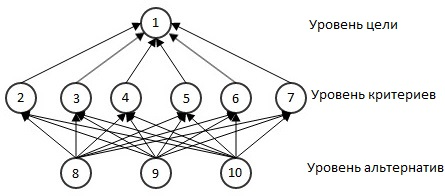 1
Уровень цели
2 3 4 5 6 7
Уровень критериев
8 9 10
Уровень альтернатив